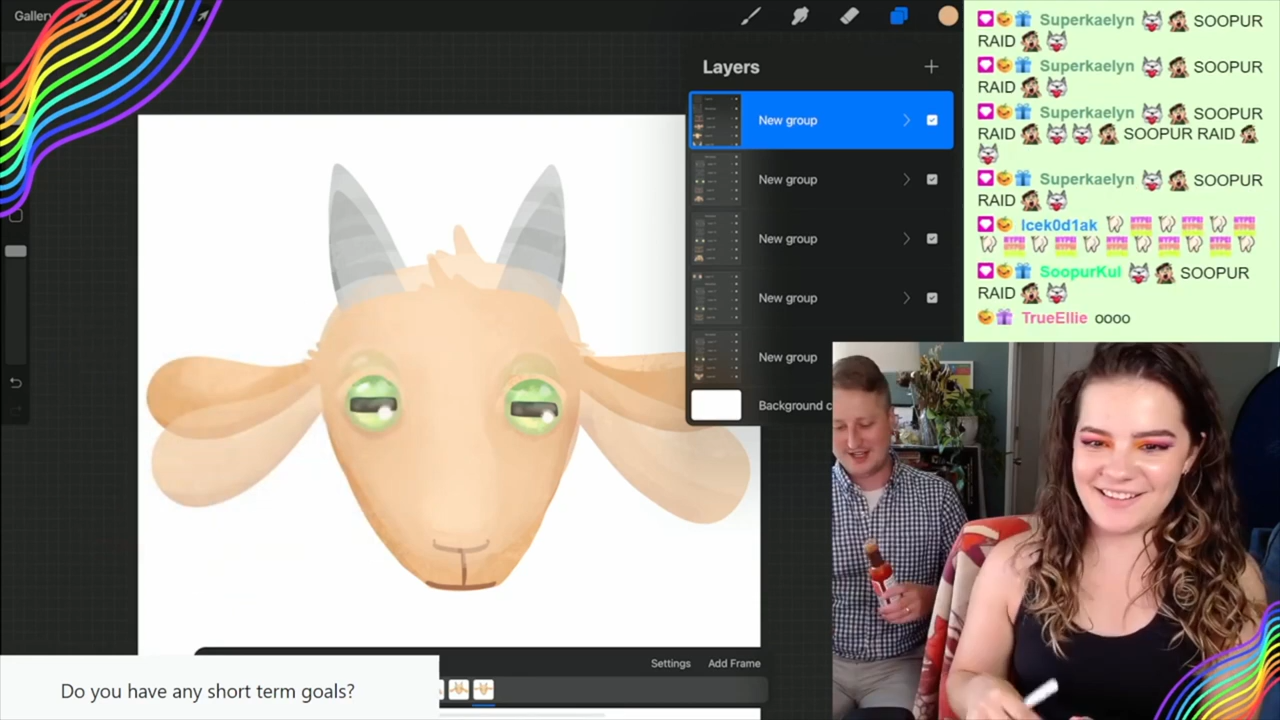 Gallery
Layers
New group
New group
New group
New group
New group
Background c
Settings
Add Frame
Do you have any short term goals?
Superkaelyn SOOPUR
RAID
Superkaelyn SOOPUR
RAID
Superkaelyn SOOPUR
RAID SOOPUR RAID
Superkaelyn SOOPUR
RAID
Icek0d1ak
SoopurKul SOOPUR
RAID
TrueEllie oooo